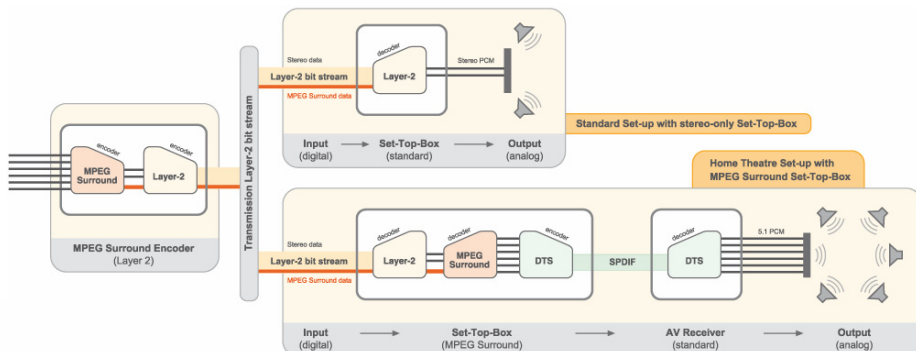 encoder
MPEG
Surround
encoder
Layer-2
MPEG Surround Encoder
(Layer 2)
Transmission Layer-2 bit stream
Stereo data
Layer-2 bit stream
MPEG Surround data
decoder
Layer-2
Stereo PCM
Input
(digital)
Set-Top-Box
(standard)
Output
(analog)
Standard Set-up with stereo-only Set-Top-Box
Home Theatre Set-up with
MPEG Surround Set-Top-Box
Stereo data
Layer-2 bit stream
MPEG Surround data
decoder
Layer-2
decoder
MPEG
Surround
encoder
DTS
SPDIF
decoder
DTS
5.1 PCM
Input
(digital)
Set-Top-Box
(MPEG Surround)
AV Receiver
(standard)
Output
(analog)